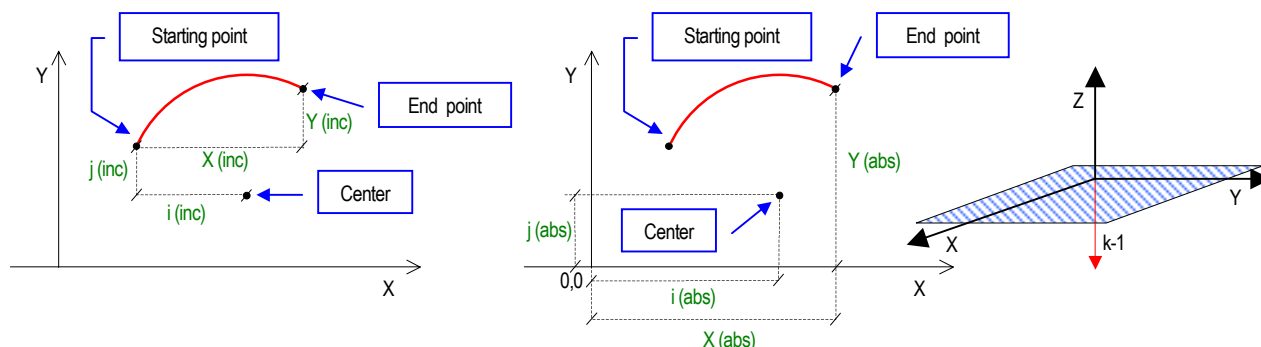 Starting point
Y
End point
Y (inc)
X (inc)
j (inc)
Center
i (inc)
X
Starting point
End point
Y
Y (abs)
Center
j (abs)
0,0
X
i (abs)
X (abs)
Z
Y
X
k-1